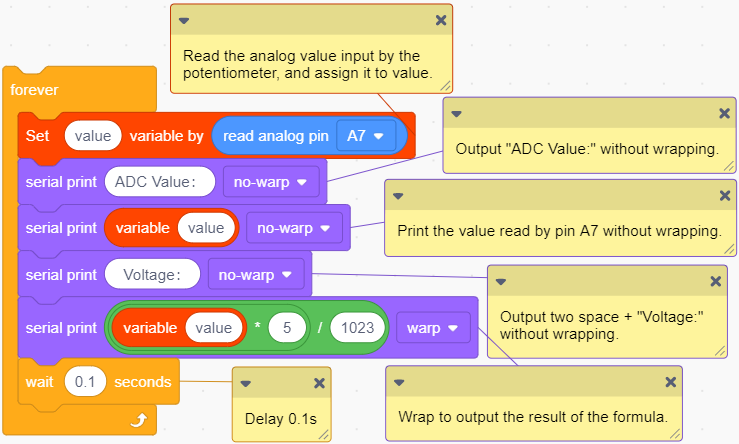 Read the analog value input by the
potentiometer, and assign it to value.
forever
Set value variable by read analog pin A7
Output "ADC Value:" without wrapping.
serial print ADC Value: no-warp
serial print variable value no-warp
Print the value read by pin A7 without wrapping.
serial print Voltage: no-warp
Output two space + "Voltage:"
without wrapping.
serial print variable value * 5 / 1023 warp
wait 0.1 seconds
Delay 0.1s
Wrap to output the result of the formula.